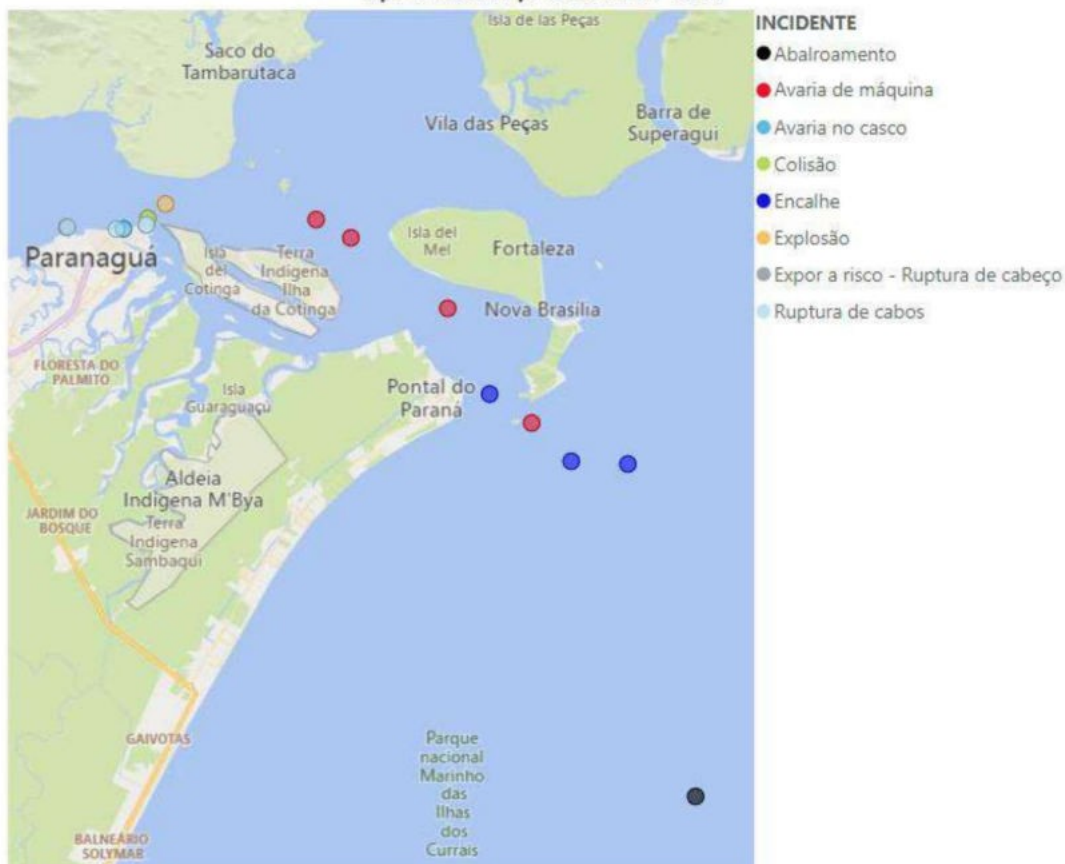 Isla de las Peças
Saco do
Tambarutaca
Vila das Peças
Barra de
Superagui
Paranaguá
Isla
del
Cotinga
Terra
Indigena
Ilha
da Cotinga
Isla del
Mel
Fortaleza
Nova Brasília
FLORESTA DO
PALMITO
Isla
Guaraguaçu
Pontal do
Paraná
Aldeia
Indigena M'Bya
JARDIM DO
BOSQUE
Terra
Indigena
Sambaqui
GAIVOTAS
Parque
nacional
Marinho
das
Ilhas
dos
Currais
BALNEÁRIO
SOLYMAR
INCIDENTE
Abalroamento
Avaria de máquina
Avaria no casco
Colisão
Encalhe
Explosão
Expor a risco - Ruptura de cabeço
Ruptura de cabos